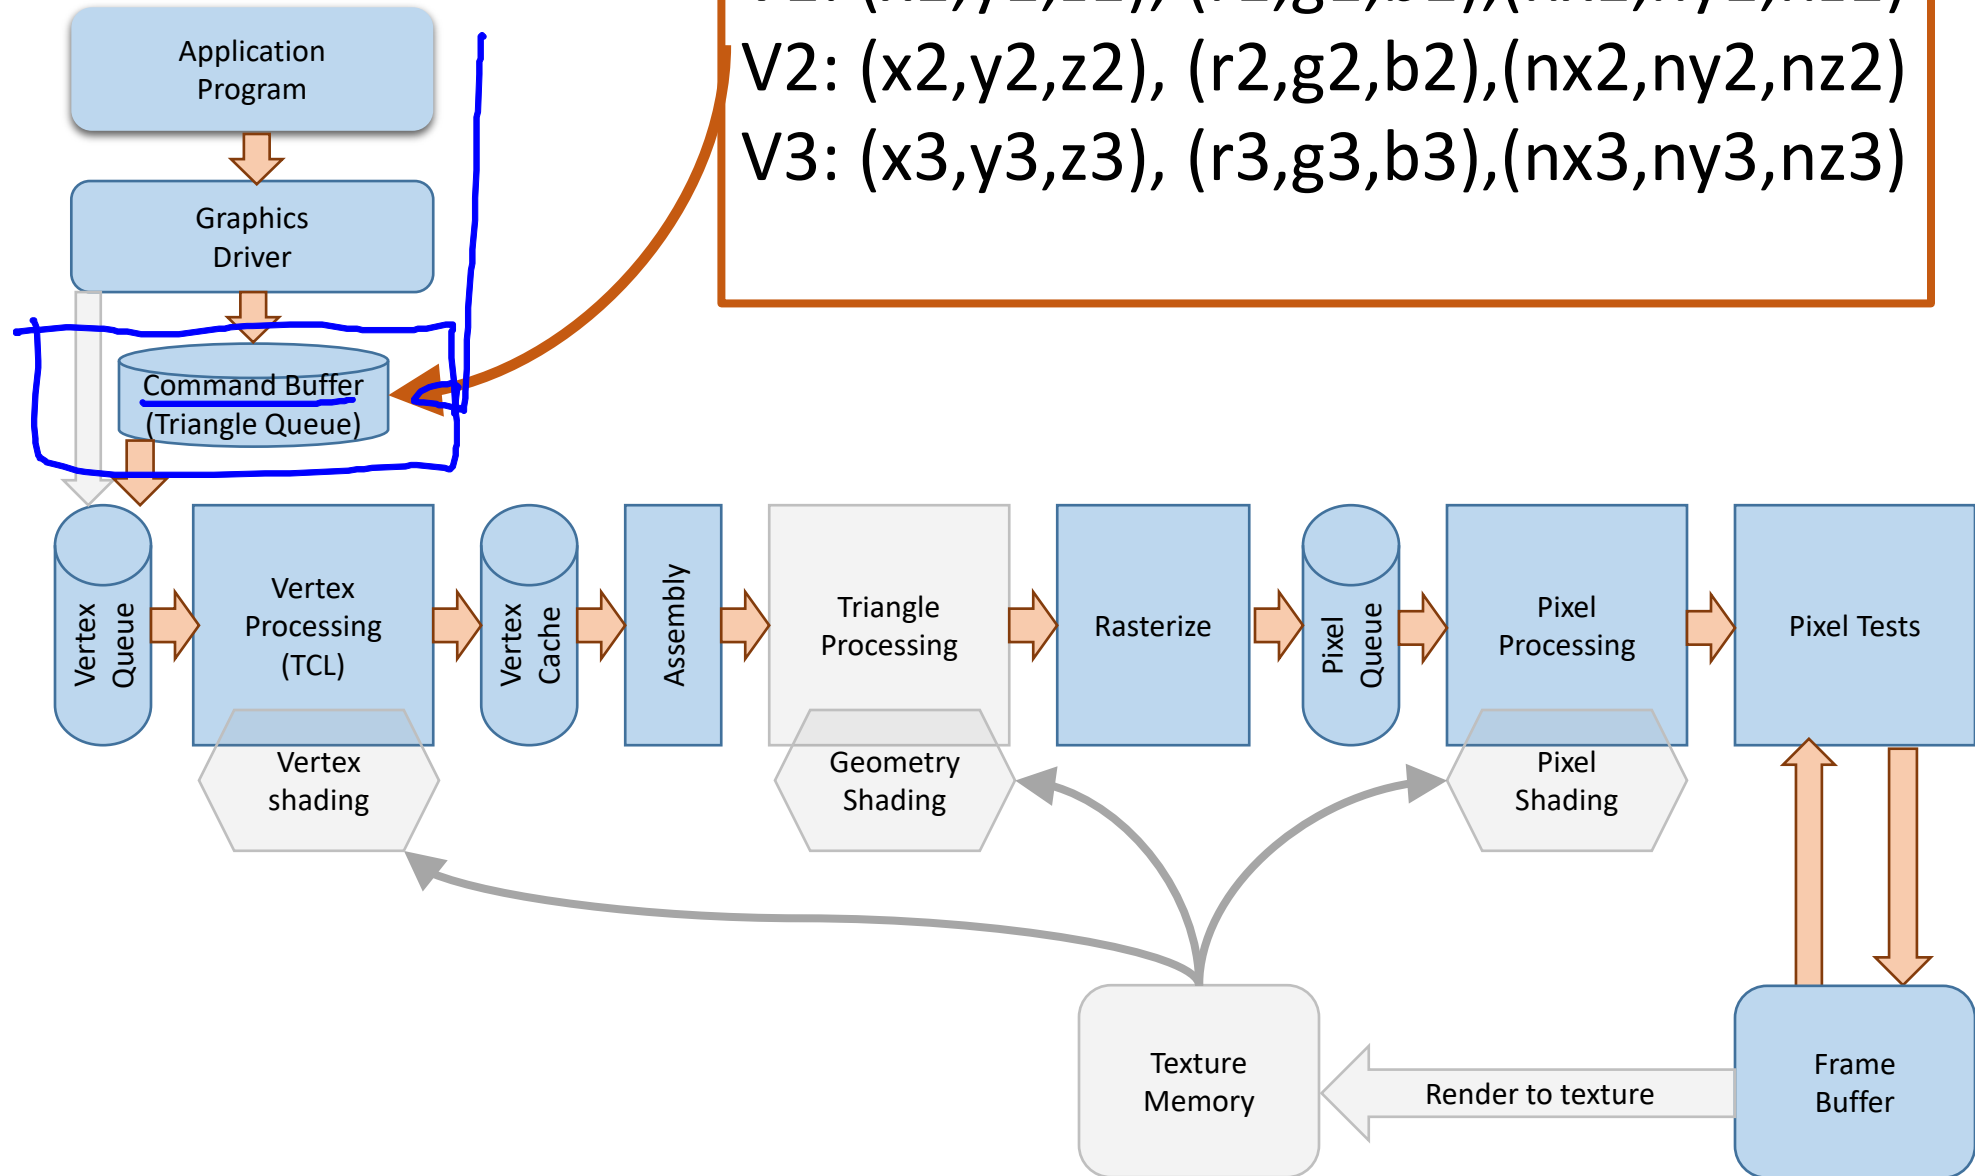 V2: (x2,y2,z2), (r2,g2,b2),(nx2,ny2,nz2)
V3: (x3,y3,z3), (r3,g3,b3),(nx3,ny3,nz3)
Application
Program
Graphics
Driver
Command Buffer
(Triangle Queue)
Vertex
Queue
Vertex
Processing
(TCL)
Vertex
Cache
Assembly
Triangle
Processing
Rasterize
Pixel
Queue
Pixel
Processing
Pixel Tests
Vertex
shading
Geometry
Shading
Pixel
Shading
Texture
Memory
Render to texture
Frame
Buffer